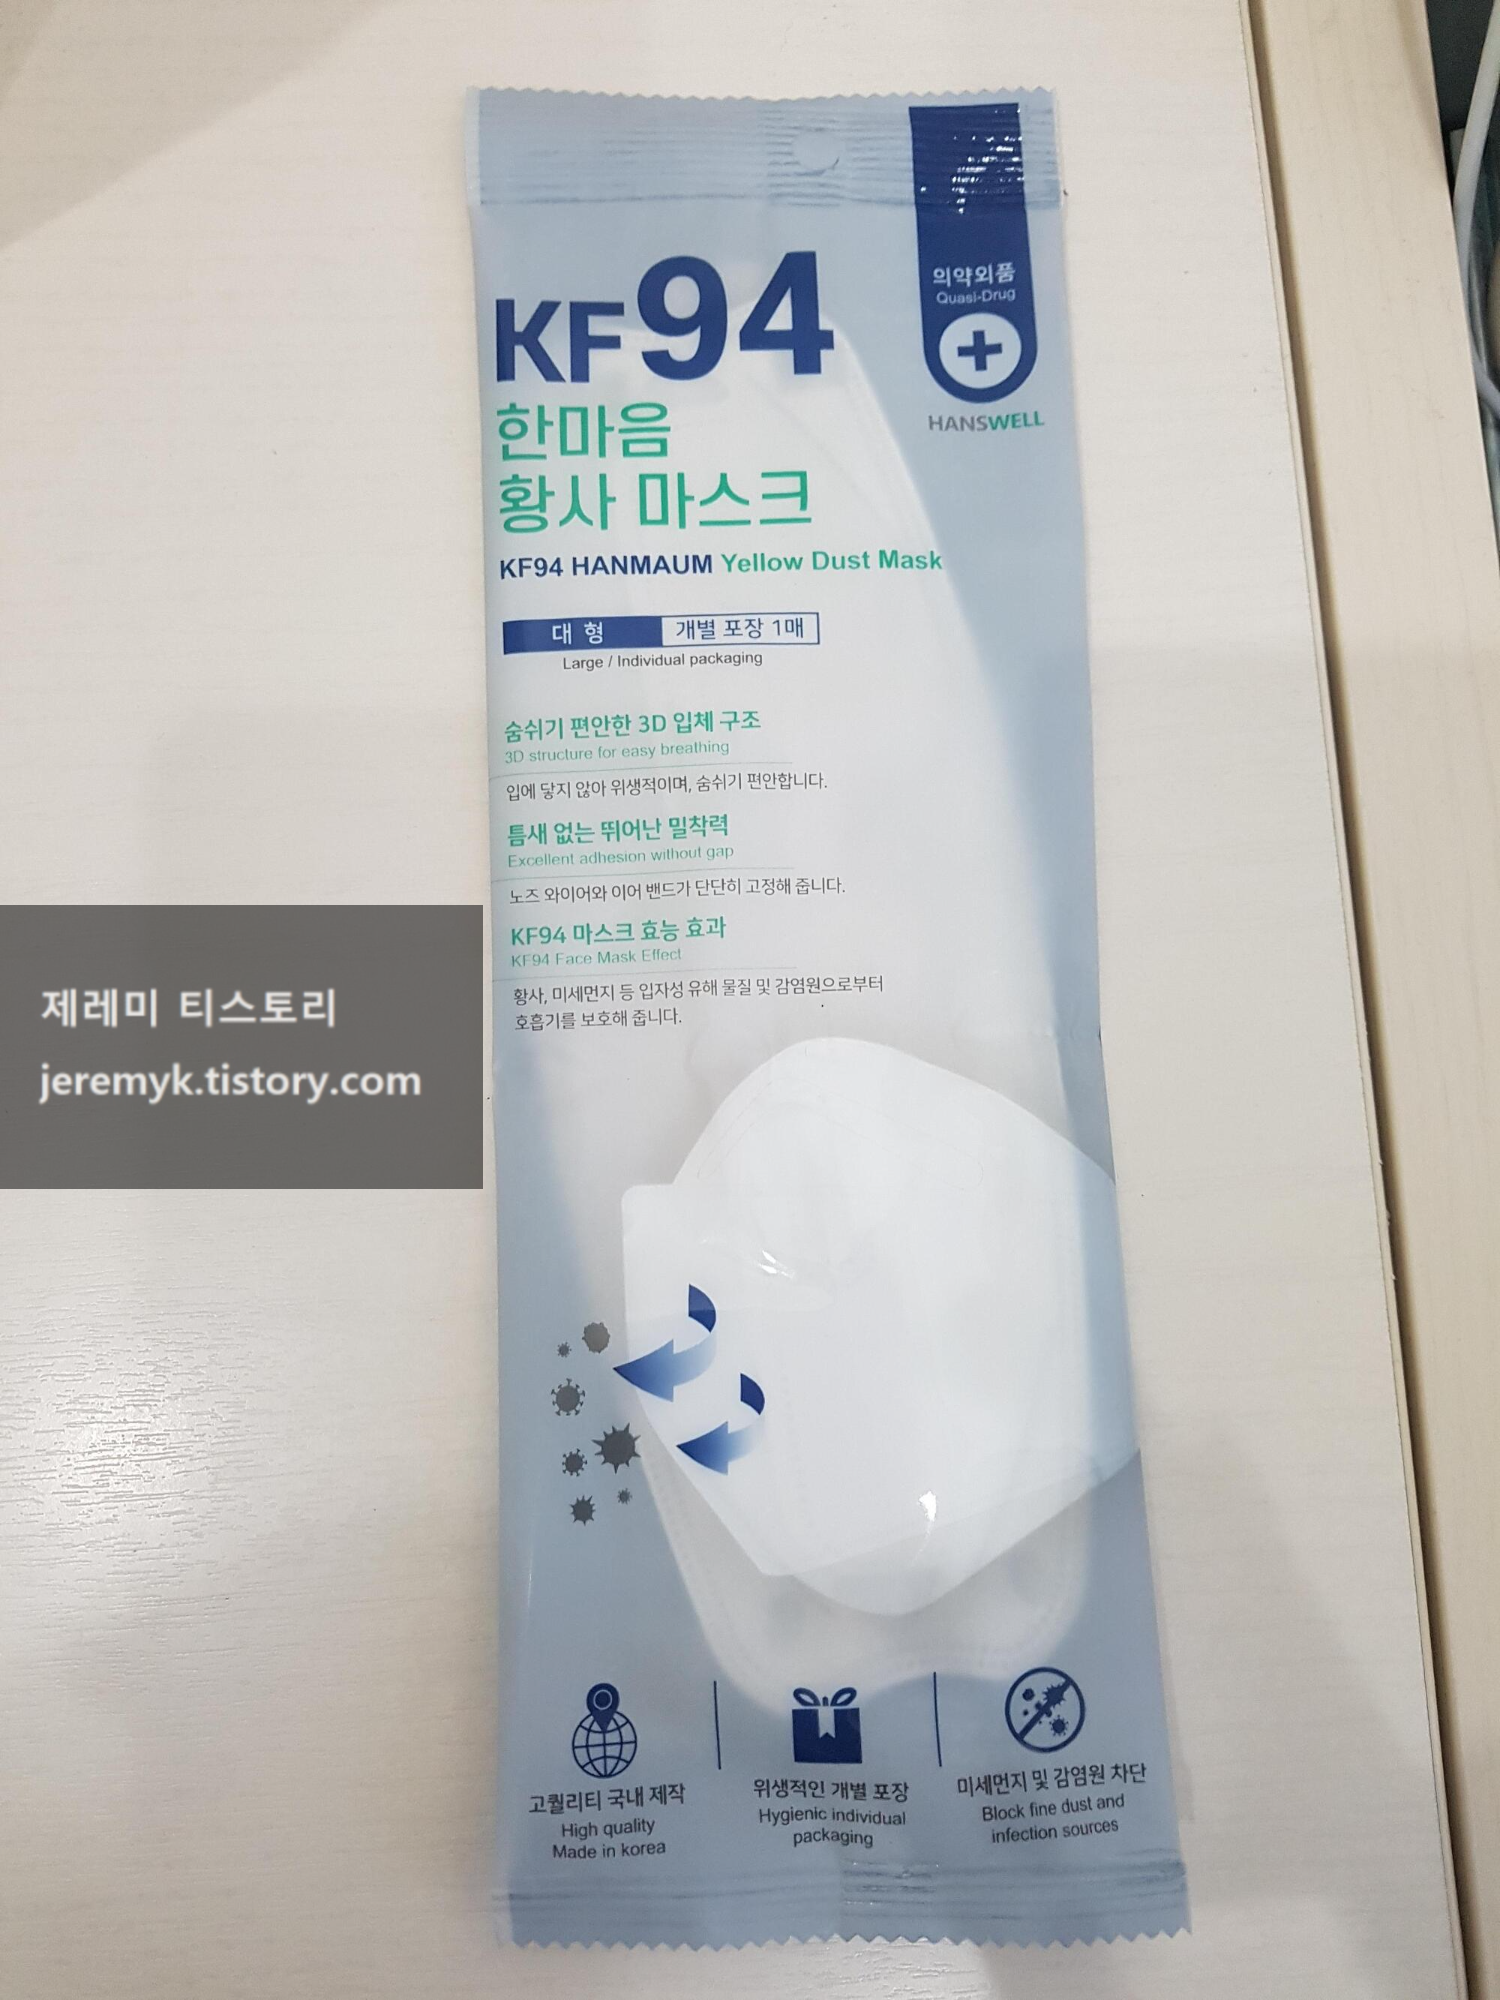 KF94
한마음
황사 마스크
KF94 HANMAUM Yellow Dust Mask
의약외품
Quasi-Drug
HANSWELL
대 형 개별 포장 1매
Large / Individual packaging
숨쉬기 편안한 3D 입체 구조
3D structure for easy breathing
입에 닿지 않아 위생적이며, 숨쉬기 편안합니다.
틈새 없는 뛰어난 밀착력
Excellent adhesion without gap
노즈 와이어와 이어 밴드가 단단히 고정해 줍니다.
KF94 마스크 효능 효과
KF94 Face Mask Effect
황사, 미세먼지 등 입자성 유해 물질 및 감염원으로부터
호흡기를 보호해 줍니다.
제레미 티스토리
jeremyk.tistory.com
고퀄리티 국내 제작
High quality
Made in korea
위생적인 개별 포장
Hygienic individual
packaging
미세먼지 및 감염원 차단
Block fine dust and
infection sources